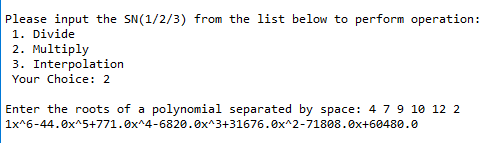 Please input the SN(1/2/3) from the list below to perform operation:
1. Divide
2. Multiply
3. Interpolation
Your Choice: 2
Enter the roots of a polynomial separated by space: 4 7 9 10 12 2
1x^6-44.0x^5+771.0x^4-6820.0x^3+31676.0x^2-71808.0x+60480.0